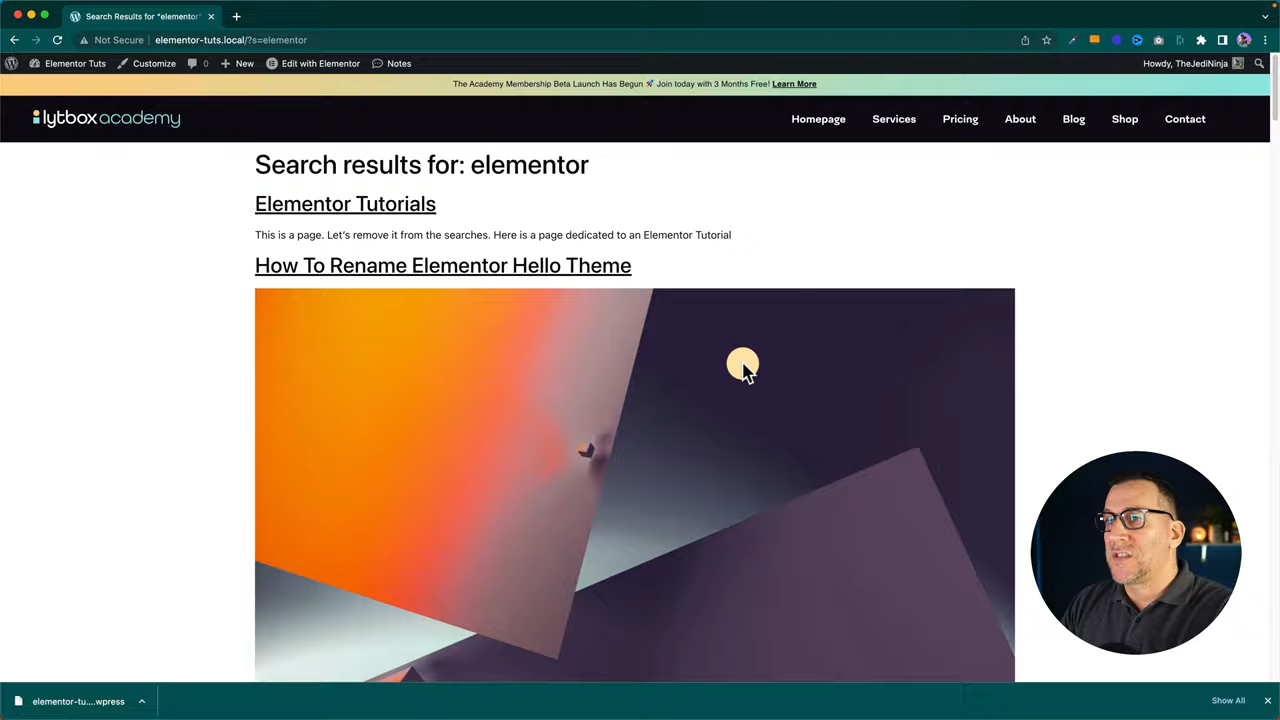 Search Results for "elementor"
Not Secure elementor-tuts.local/?s=elementor
Elementor Tuts Customize 0 New Edit with Elementor Notes Howdy, TheJediNinja
The Academy Membership Beta Launch Has Begun 🚀 Join today with 3 Months Free! Learn More
lytbox academy Homepage Services Pricing About Blog Shop Contact
Search results for: elementor
Elementor Tutorials
This is a page. Let's remove it from the searches. Here is a page dedicated to an Elementor Tutorial
How To Rename Elementor Hello Theme
elementor-tu....wpress Show All